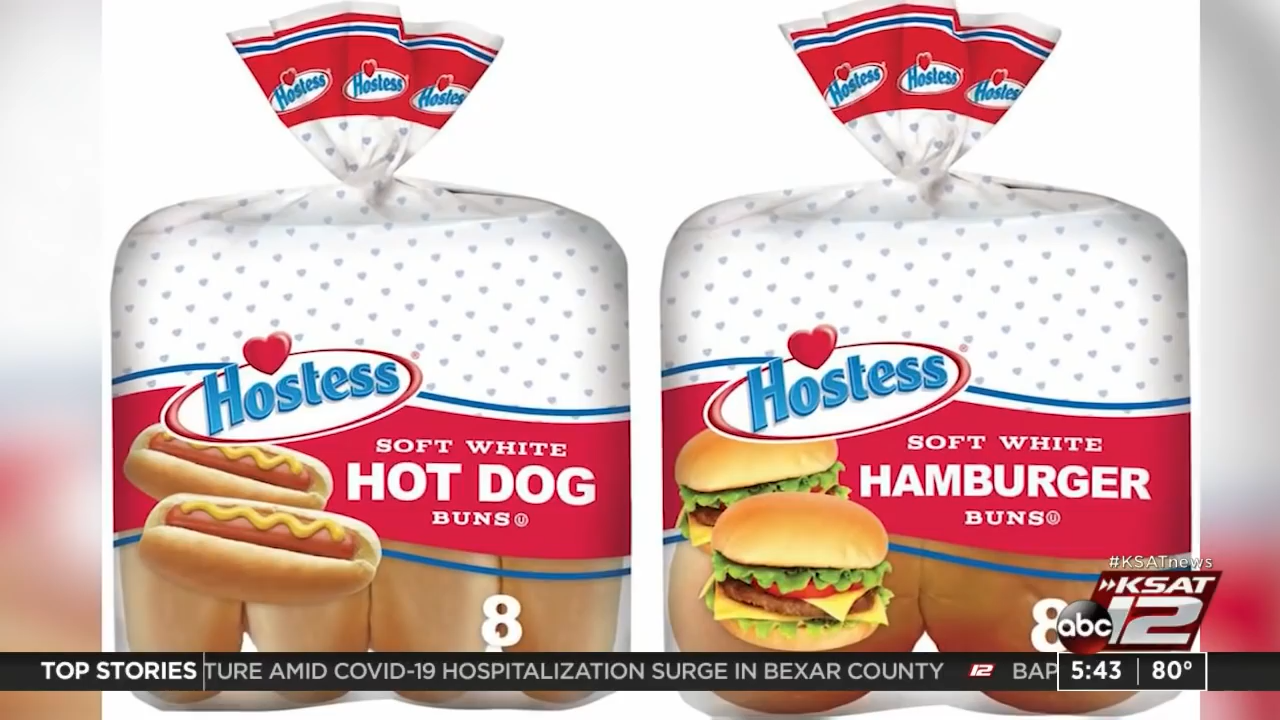 Hostess Hostess Hostess
Hostess Hostess Hostess
Hostess®
SOFT WHITE
HOT DOG
BUNS Ⓤ
8
Hostess®
SOFT WHITE
HAMBURGER
BUNS Ⓤ
8
#KSATnews
KSAT
abc 12
TOP STORIES TURE AMID COVID-19 HOSPITALIZATION SURGE IN BEXAR COUNTY 12 BAP
5:43 80°